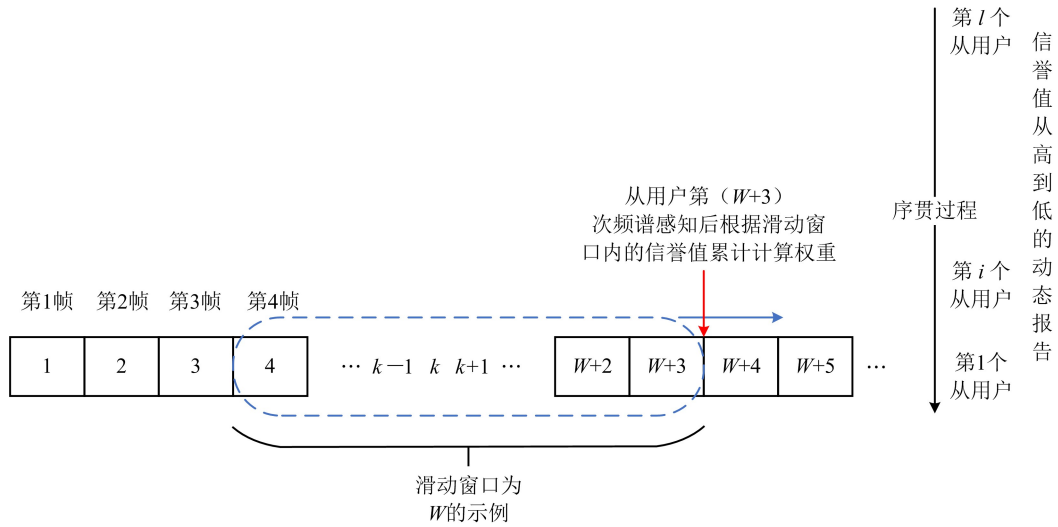 第 l 个
从用户
信誉值从高到低的动态报告
从用户第（W+3）
次频谱感知后根据滑动窗
口内的信誉值累计计算权重
序贯过程
第 i 个
从用户
第1帧 第2帧 第3帧 第4帧
1 2 3 4 … k－1 k k+1 … W+2 W+3 W+4 W+5 …
第1个
从用户
滑动窗口为
W的示例